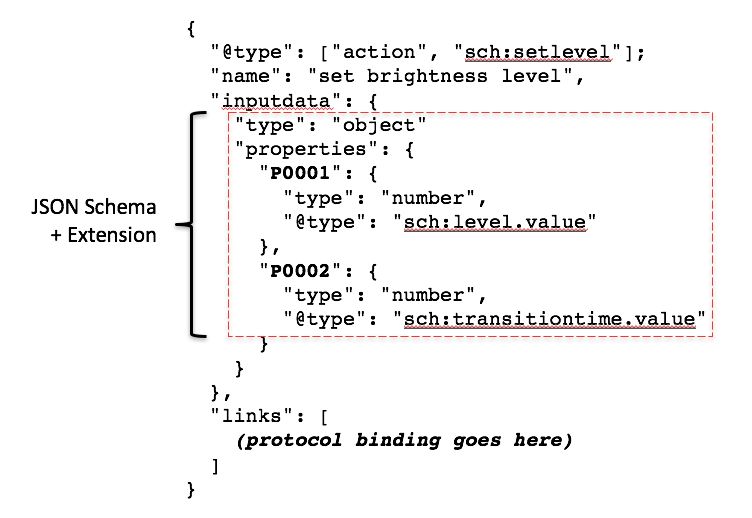 {
"@type": ["action", "sch:setlevel"];
"name": "set brightness level",
"inputdata": {
"type": "object"
"properties": {
"P0001": {
"type": "number",
"@type": "sch:level.value"
},
"P0002": {
"type": "number",
"@type": "sch:transitiontime.value"
}
}
},
"links": [
(protocol binding goes here)
]
}
JSON Schema
+ Extension